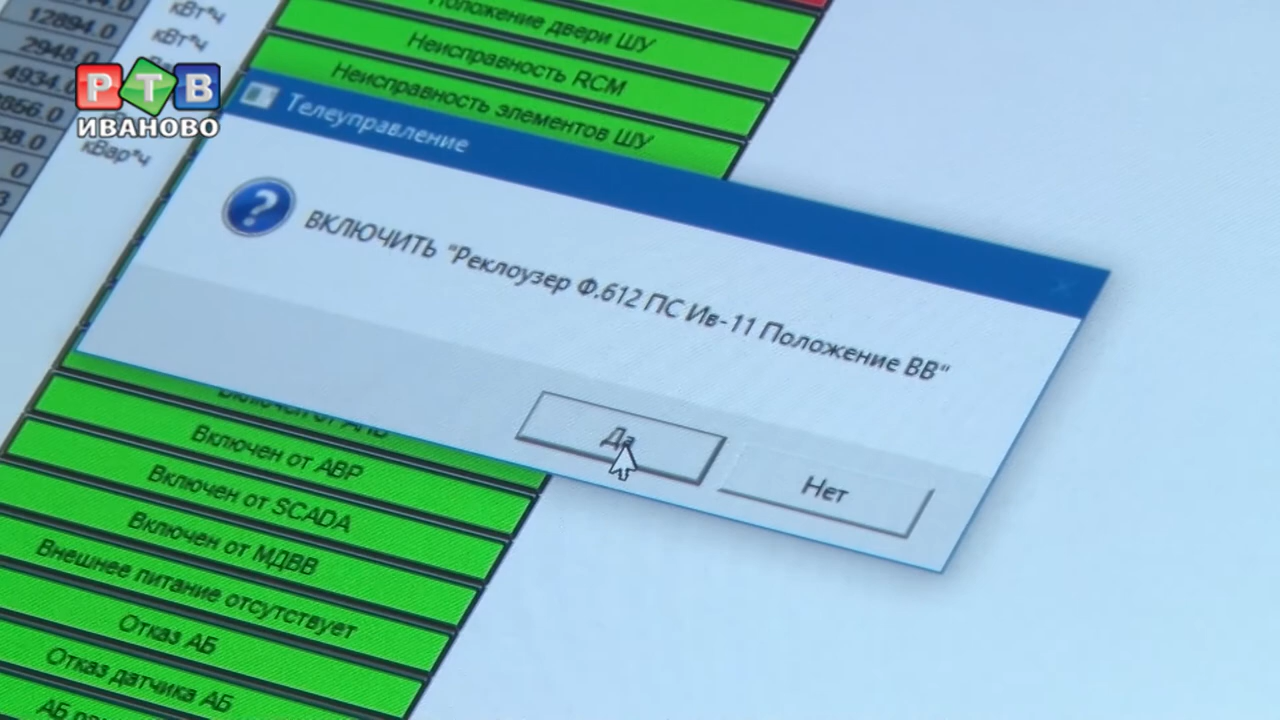 12894.0
2948.0
4934.0
0
кВт*ч
кВт*ч
кВар*ч
РТВ
ИВАНОВО
Положение двери ШУ
Неисправность RCM
Неисправность элементов ШУ
Телеуправление
ВКЛЮЧИТЬ "Реклоузер Ф.612 ПС Ив-11 Положение ВВ"
Да
Нет
Включен от АВР
Включен от SCADA
Включен от МДВВ
Внешнее питание отсутствует
Отказ АБ
Отказ датчика АБ
АБ